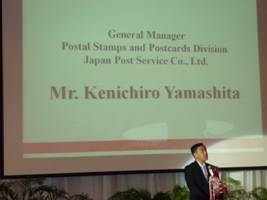 General Manager
Postal Stamps and Postcards Division
Japan Post Service Co., Ltd.
Mr. Kenichiro Yamashita